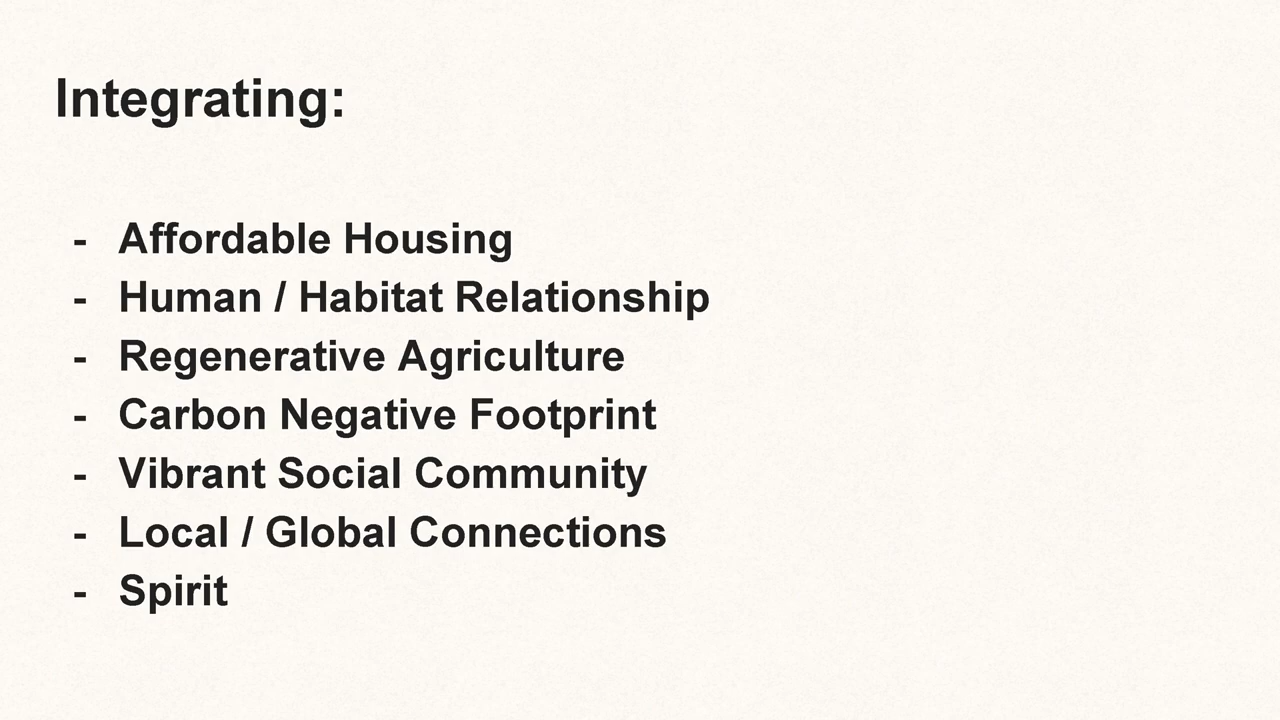 Integrating:
- Affordable Housing
- Human / Habitat Relationship
- Regenerative Agriculture
- Carbon Negative Footprint
- Vibrant Social Community
- Local / Global Connections
- Spirit